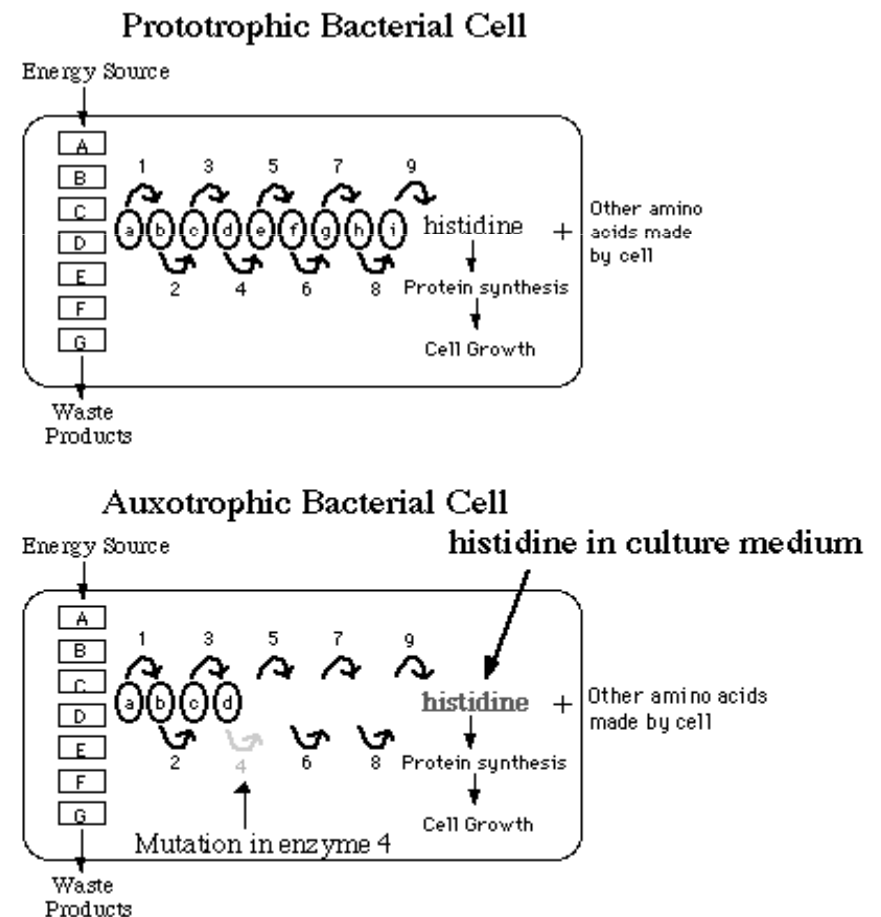 Prototrophic Bacterial Cell
Energy Source
A
B
C
D
E
F
G
1 3 5 7 9
a b c d e f g h i histidine +
2 4 6 8
Other amino
acids made
by cell
Protein synthesis
Cell Growth
Waste
Products
Auxotrophic Bacterial Cell
Energy Source
histidine in culture medium
A
B
C
D
E
F
G
1 3 5 7 9
a b c d histidine +
2 4 6 8
Other amino acids
made by cell
Protein synthesis
Cell Growth
Mutation in enzyme 4
Waste
Products